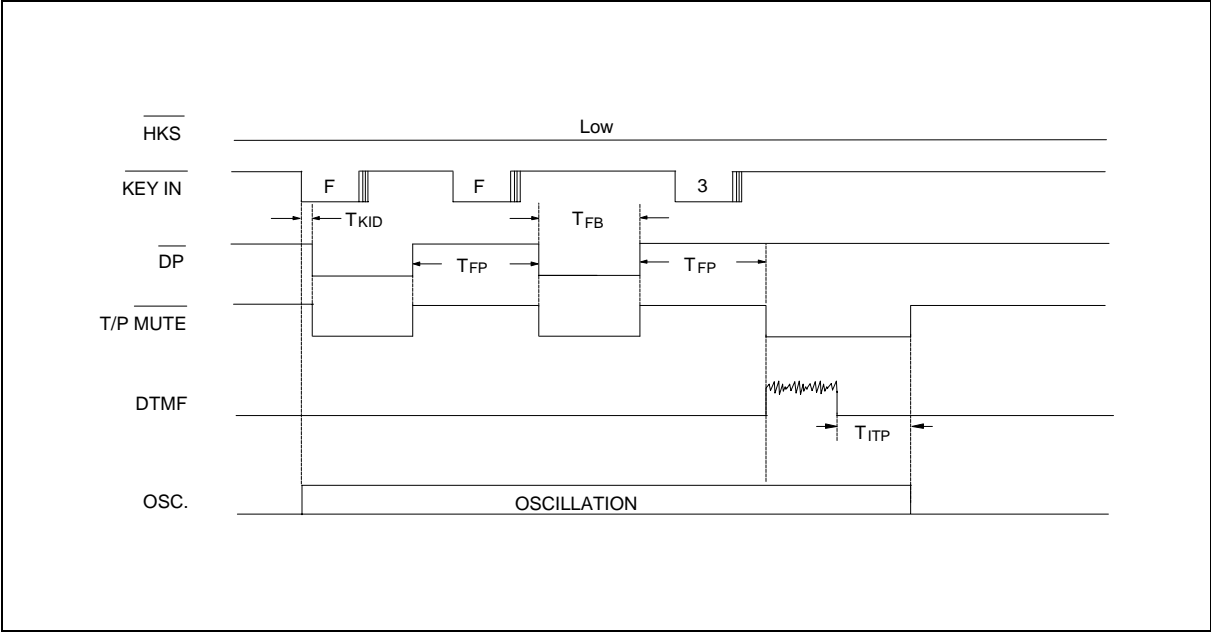 HKS
Low
KEY IN
F
F
3
TKID
TFB
DP
TFP
TFP
T/P MUTE
DTMF
TITP
OSC.
OSCILLATION